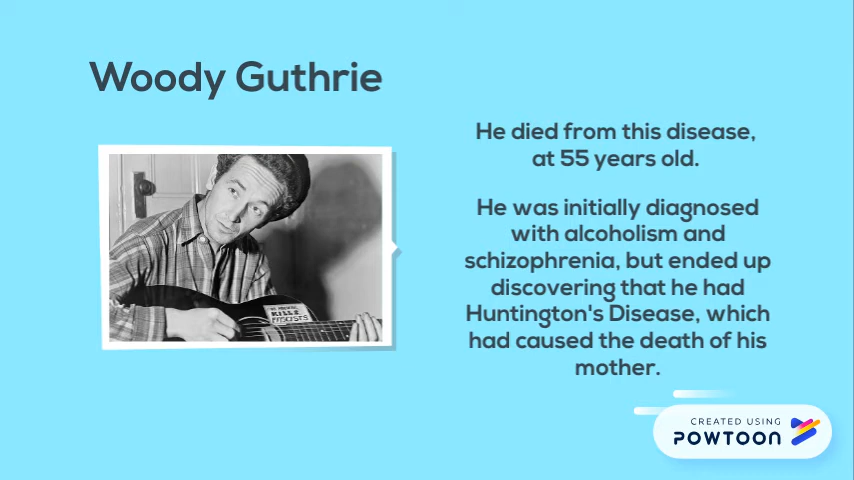 Woody Guthrie
He died from this disease,
at 55 years old.
He was initially diagnosed
with alcoholism and
schizophrenia, but ended up
discovering that he had
Huntington's Disease, which
had caused the death of his
mother.
KILLS
FASCISTS
CREATED USING
POWTOON